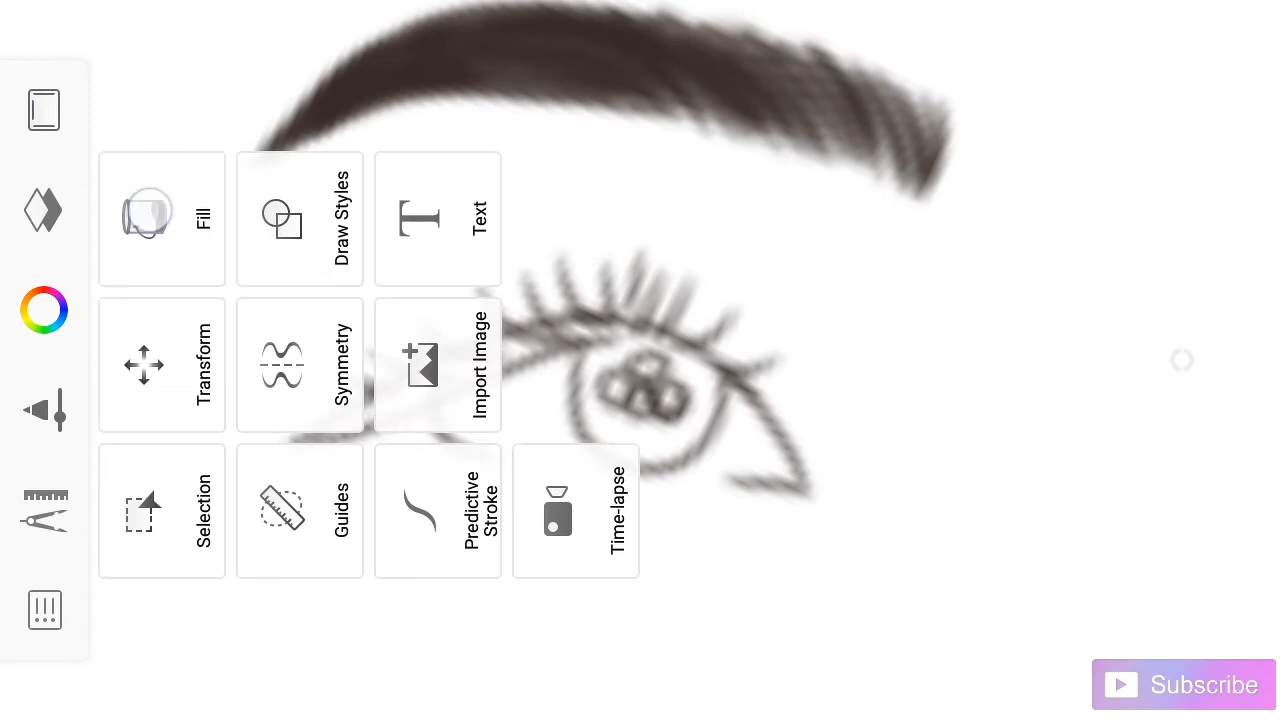 Selection
Transform
Fill
Guides
Symmetry
Draw Styles
Predictive
Stroke
Import Image
Text
Time-lapse
Subscribe